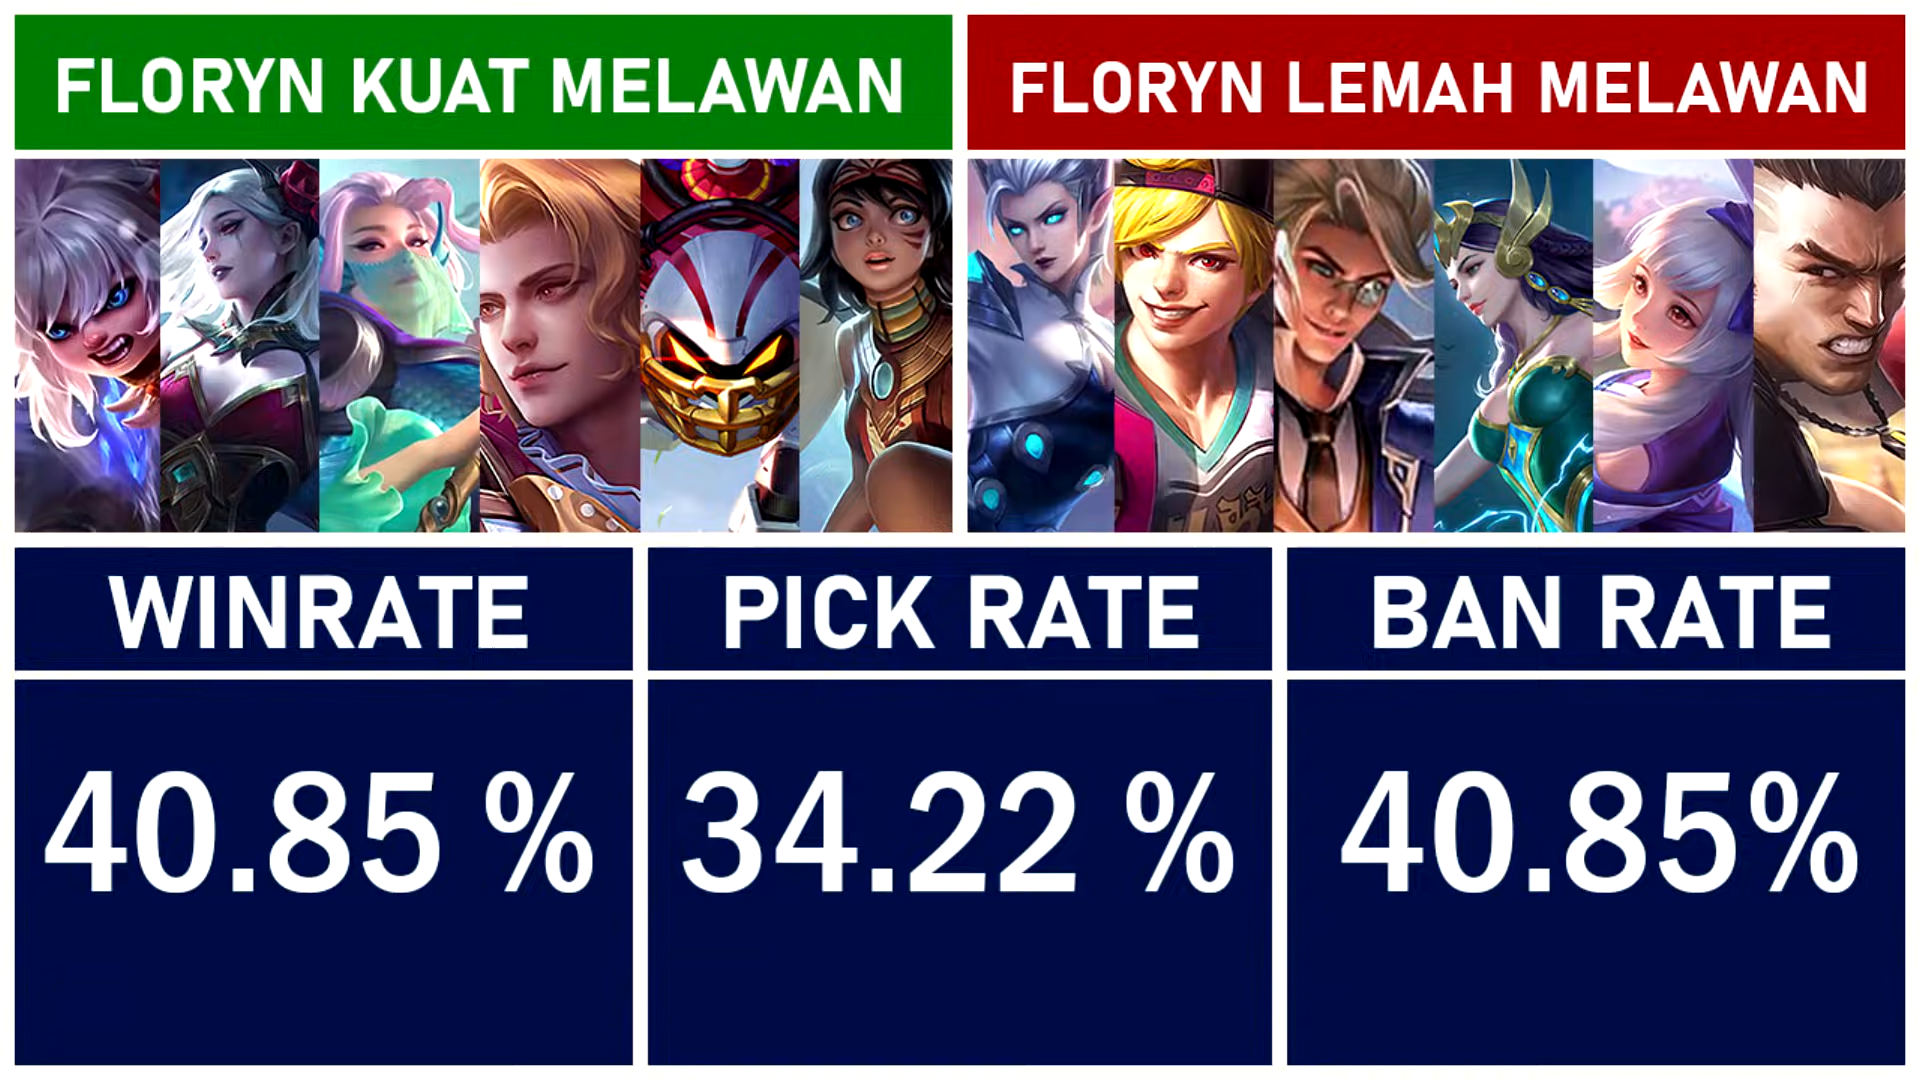 FLORYN KUAT MELAWAN
FLORYN LEMAH MELAWAN
WINRATE
PICK RATE
BAN RATE
40.85 %
34.22 %
40.85%